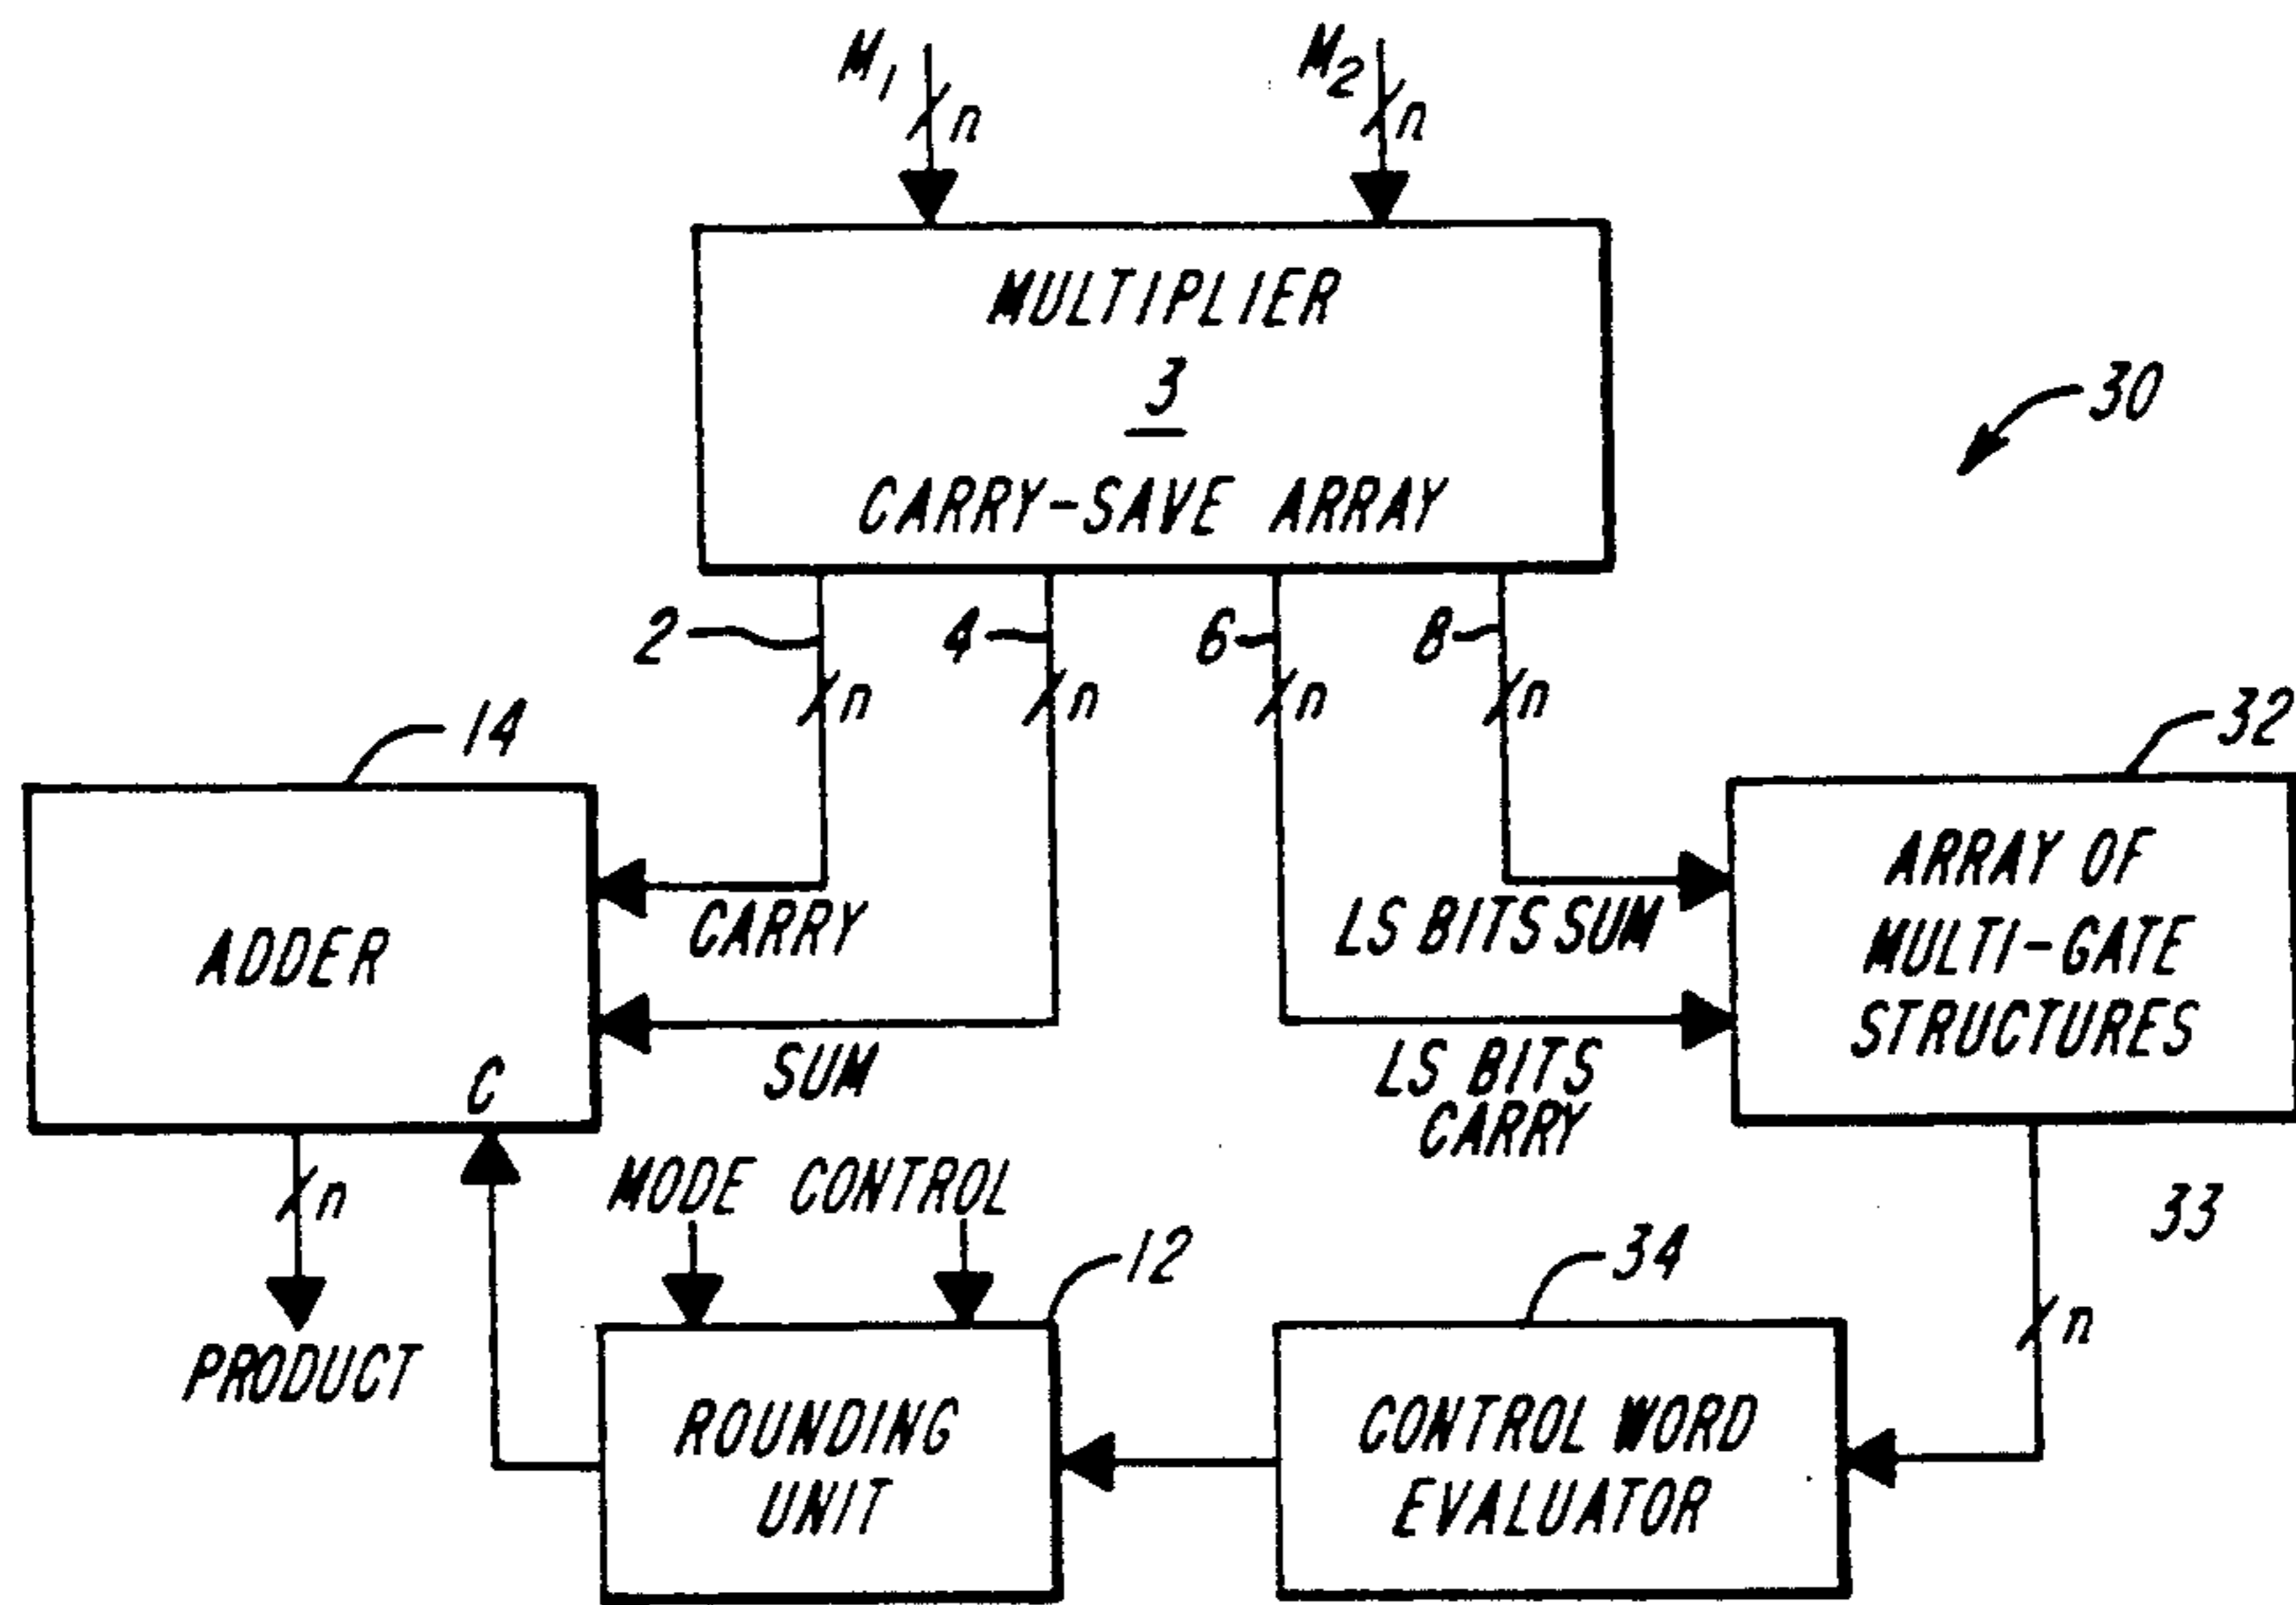 M₁ n
M₂ n
MULTIPLIER
3
CARRY-SAVE ARRAY
30
2
4
6
8
n
n
n
n
14
32
ADDER
C
CARRY
SUM
LS BITS SUM
LS BITS
CARRY
ARRAY OF
MULTI-GATE
STRUCTURES
n
PRODUCT
MODE CONTROL
12
34
33
n
ROUNDING
UNIT
CONTROL WORD
EVALUATOR